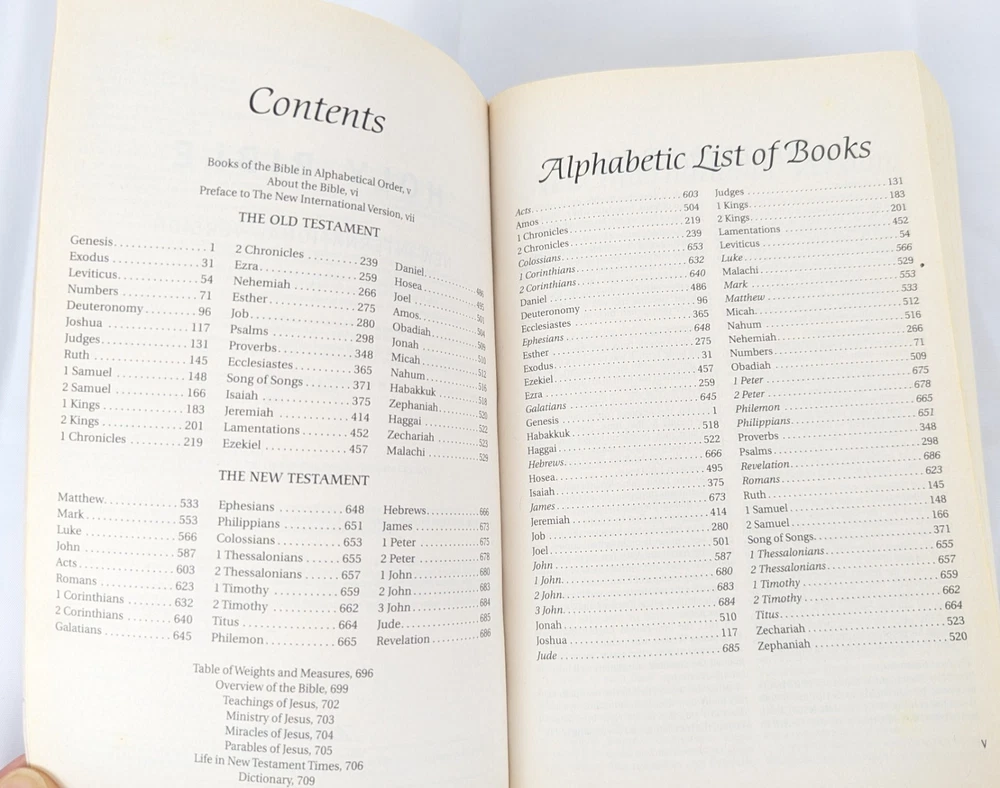 Contents
Books of the Bible in Alphabetical Order, v
About the Bible, vi
Preface to The New International Version, vii
THE OLD TESTAMENT
Genesis 1
Exodus 31
Leviticus 54
Numbers 71
Deuteronomy 96
Joshua 117
Judges 131
Ruth 145
1 Samuel 148
2 Samuel 166
1 Kings 183
2 Kings 201
1 Chronicles 219
2 Chronicles 239
Ezra 259
Nehemiah 266
Esther 275
Job 280
Psalms 298
Proverbs 348
Ecclesiastes 365
Song of Songs 371
Isaiah 375
Jeremiah 414
Lamentations 452
Ezekiel 457
Daniel 486
Hosea 495
Joel 501
Amos 504
Obadiah 509
Jonah 510
Micah 512
Nahum 516
Habakkuk 518
Zephaniah 520
Haggai 522
Zechariah 523
Malachi 529
THE NEW TESTAMENT
Matthew 533
Mark 553
Luke 566
John 587
Acts 603
Romans 623
1 Corinthians 632
2 Corinthians 640
Galatians 645
Ephesians 648
Philippians 651
Colossians 653
1 Thessalonians 655
2 Thessalonians 657
1 Timothy 659
2 Timothy 662
Titus 664
Philemon 665
Hebrews 666
James 673
1 Peter 675
2 Peter 678
1 John 680
2 John 683
3 John 684
Jude 685
Revelation 686
Table of Weights and Measures, 696
Overview of the Bible, 699
Teachings of Jesus, 702
Ministry of Jesus, 703
Miracles of Jesus, 704
Parables of Jesus, 705
Life in New Testament Times, 706
Dictionary, 709
Alphabetic List of Books
Acts 603
Amos 504
1 Chronicles 219
2 Chronicles 239
Colossians 653
1 Corinthians 632
2 Corinthians 640
Daniel 486
Deuteronomy 96
Ecclesiastes 365
Ephesians 648
Esther 275
Exodus 31
Ezekiel 457
Ezra 259
Galatians 645
Genesis 1
Habakkuk 518
Haggai 522
Hebrews 666
Hosea 495
Isaiah 375
James 673
Jeremiah 414
Job 280
Joel 501
John 587
1 John 680
2 John 683
3 John 684
Jonah 510
Joshua 117
Jude 685
Judges 131
1 Kings 183
2 Kings 201
Lamentations 452
Leviticus 54
Luke 566
Malachi 529
Mark 553
Matthew 533
Micah 512
Nahum 516
Nehemiah 266
Numbers 71
Obadiah 509
1 Peter 675
2 Peter 678
Philemon 665
Philippians 651
Proverbs 348
Psalms 298
Revelation 686
Romans 623
Ruth 145
1 Samuel 148
2 Samuel 166
Song of Songs 371
1 Thessalonians 655
2 Thessalonians 657
1 Timothy 659
2 Timothy 662
Titus 664
Zechariah 523
Zephaniah 520
v